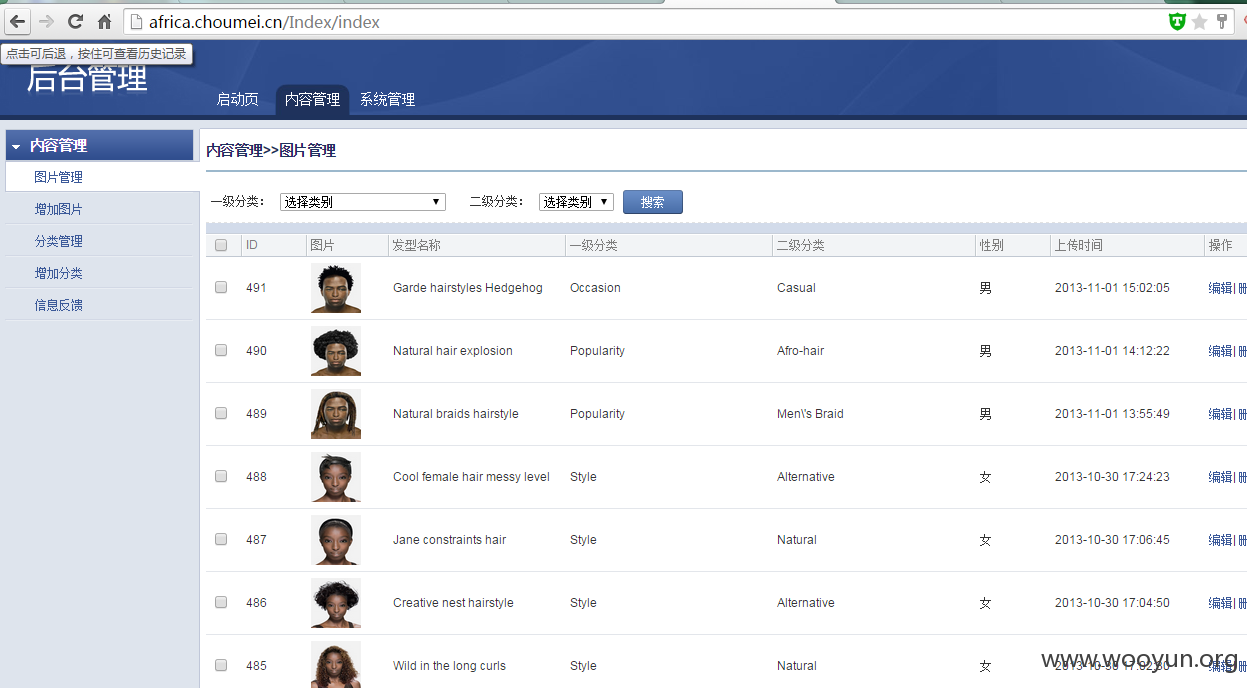 africa.choumei.cn/Index/index
点击可后退，按住可查看历史记录
后台管理
启动页 内容管理 系统管理
内容管理
图片管理
增加图片
分类管理
增加分类
信息反馈
内容管理>>图片管理
一级分类： 选择类别 二级分类： 选择类别 搜索
ID 图片 发型名称 一级分类 二级分类 性别 上传时间 操作
491 Garde hairstyles Hedgehog Occasion Casual 男 2013-11-01 15:02:05 编辑|
490 Natural hair explosion Popularity Afro-hair 男 2013-11-01 14:12:22 编辑|
489 Natural braids hairstyle Popularity Men\'s Braid 男 2013-11-01 13:55:49 编辑|
488 Cool female hair messy level Style Alternative 女 2013-10-30 17:24:23 编辑|
487 Jane constraints hair Style Natural 女 2013-10-30 17:06:45 编辑|
486 Creative nest hairstyle Style Alternative 女 2013-10-30 17:04:50 编辑|
485 Wild in the long curls Style Natural 女 2013-10-30 17:02:30 编辑|
www.wooyun.org